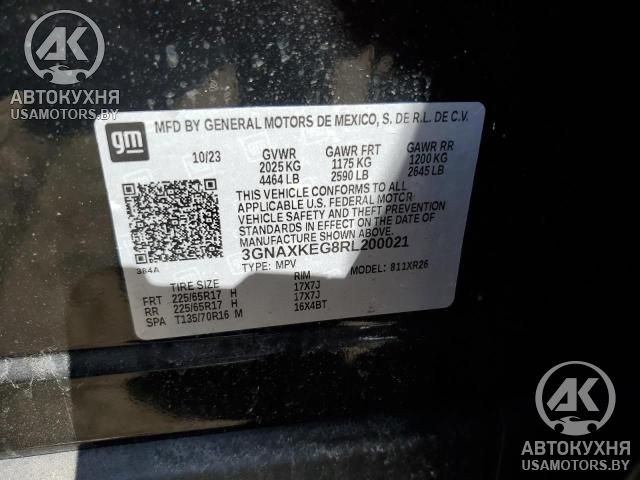 AK
АВТОКУХНЯ
USAMOTORS.BY
gm
MFD BY GENERAL MOTORS DE MEXICO, S. DE R.L. DE C.V.
10/23 GVWR GAWR FRT GAWR RR
2025 KG 1175 KG 1200 KG
4464 LB 2590 LB 2645 LB
THIS VEHICLE CONFORMS TO ALL
APPLICABLE U.S. FEDERAL MOTOR
VEHICLE SAFETY AND THEFT PREVENTION
STANDARDS IN EFFECT ON THE DATE OF
3GNAXKEG8RL200021
384A
TYPE: MPV MODEL: 811XR26
TIRE SIZE RIM
FRT 225/65R17 H 17X7J
RR 225/65R17 H 17X7J
SPA T135/70R16 M 16X4BT
AK
АВТОКУХНЯ
USAMOTORS.BY